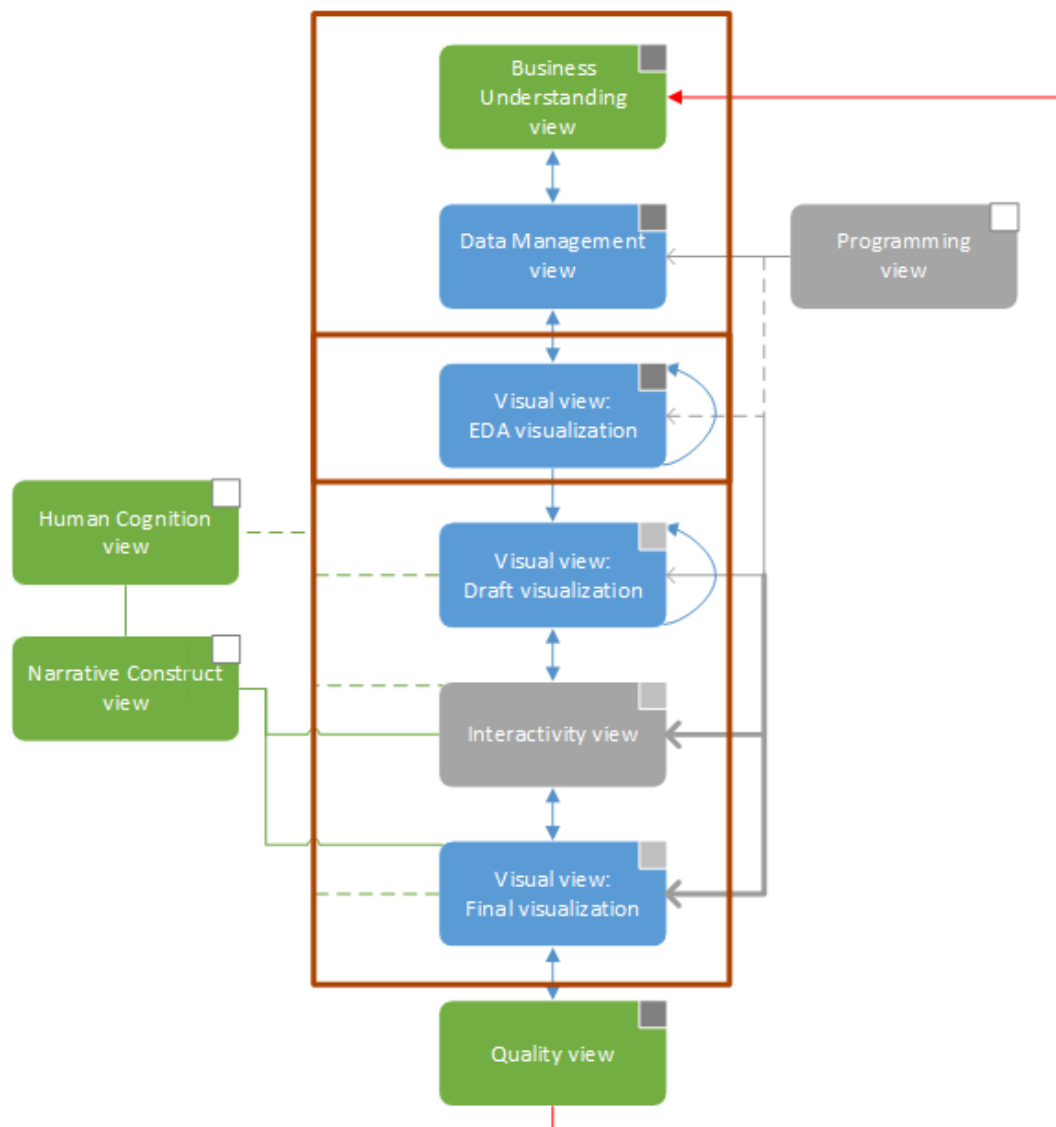 Business
Understanding
view
Data Management
view
Programming
view
Visual view:
EDA visualization
Human Cognition
view
Visual view:
Draft visualization
Narrative Construct
view
Interactivity view
Visual view:
Final visualization
Quality view